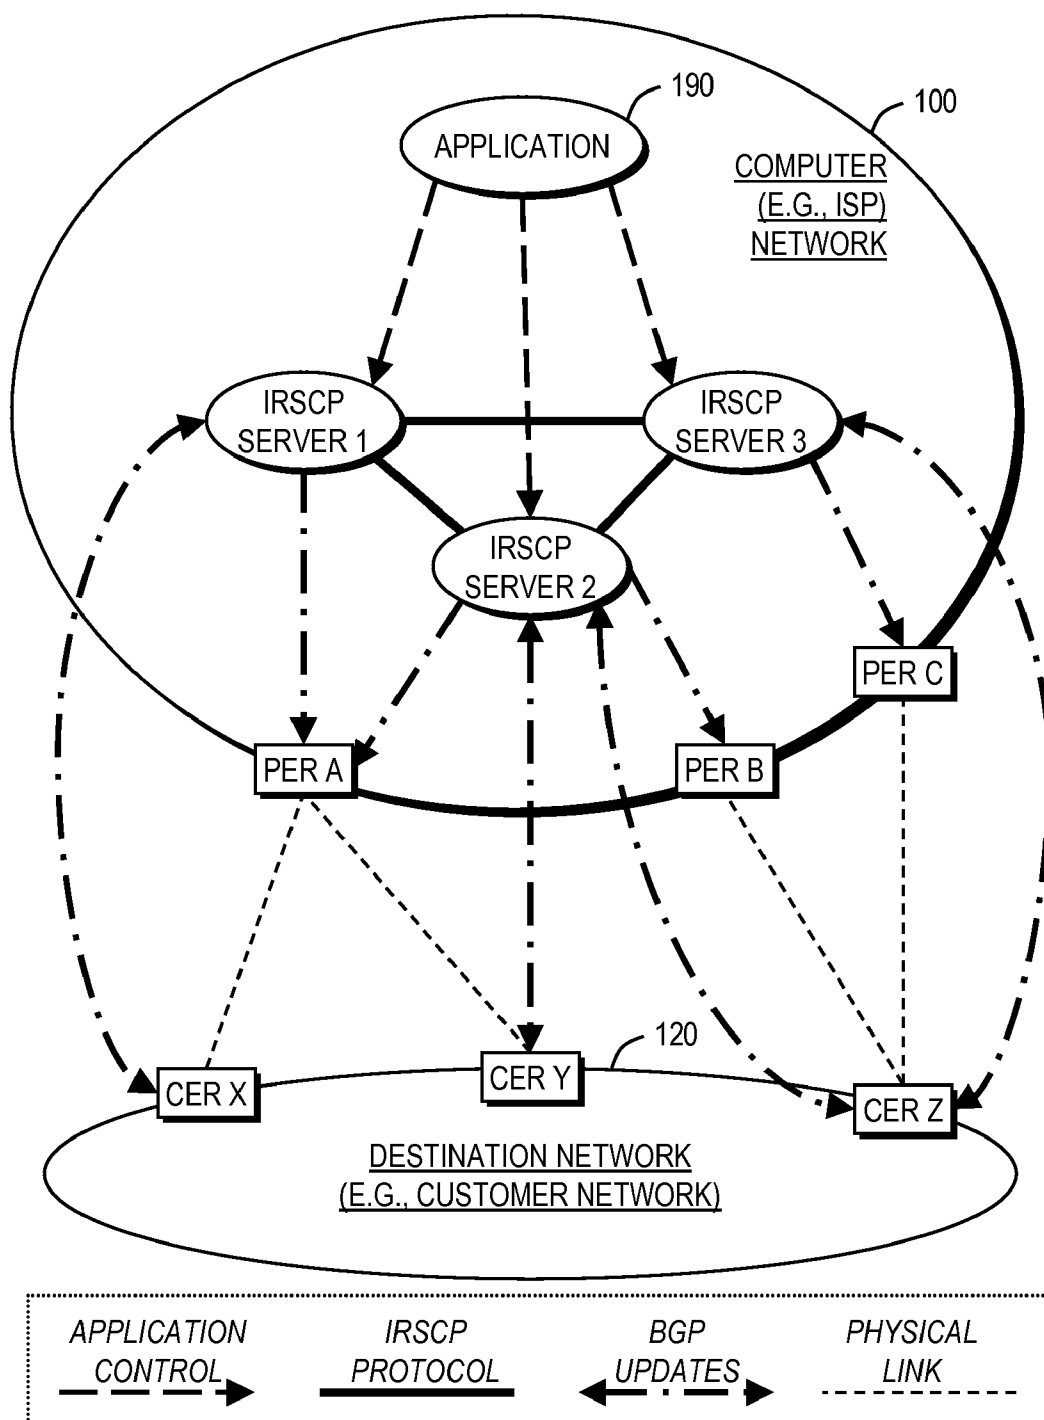 190
100
APPLICATION
COMPUTER
(E.G., ISP)
NETWORK
IRSCP
SERVER 1
IRSCP
SERVER 3
IRSCP
SERVER 2
PER C
PER A
PER B
120
CER X
CER Y
CER Z
DESTINATION NETWORK
(E.G., CUSTOMER NETWORK)
APPLICATION
CONTROL
IRSCP
PROTOCOL
BGP
UPDATES
PHYSICAL
LINK